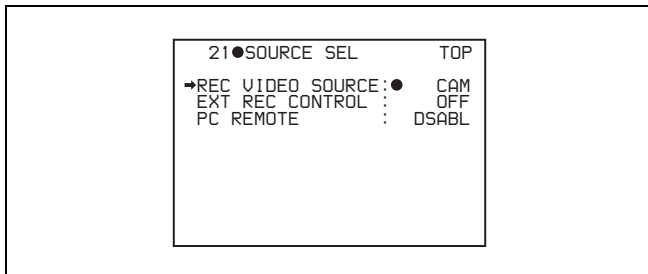 21●SOURCE SEL TOP
➡REC VIDEO SOURCE:● CAM
EXT REC CONTROL : OFF
PC REMOTE : DSABL